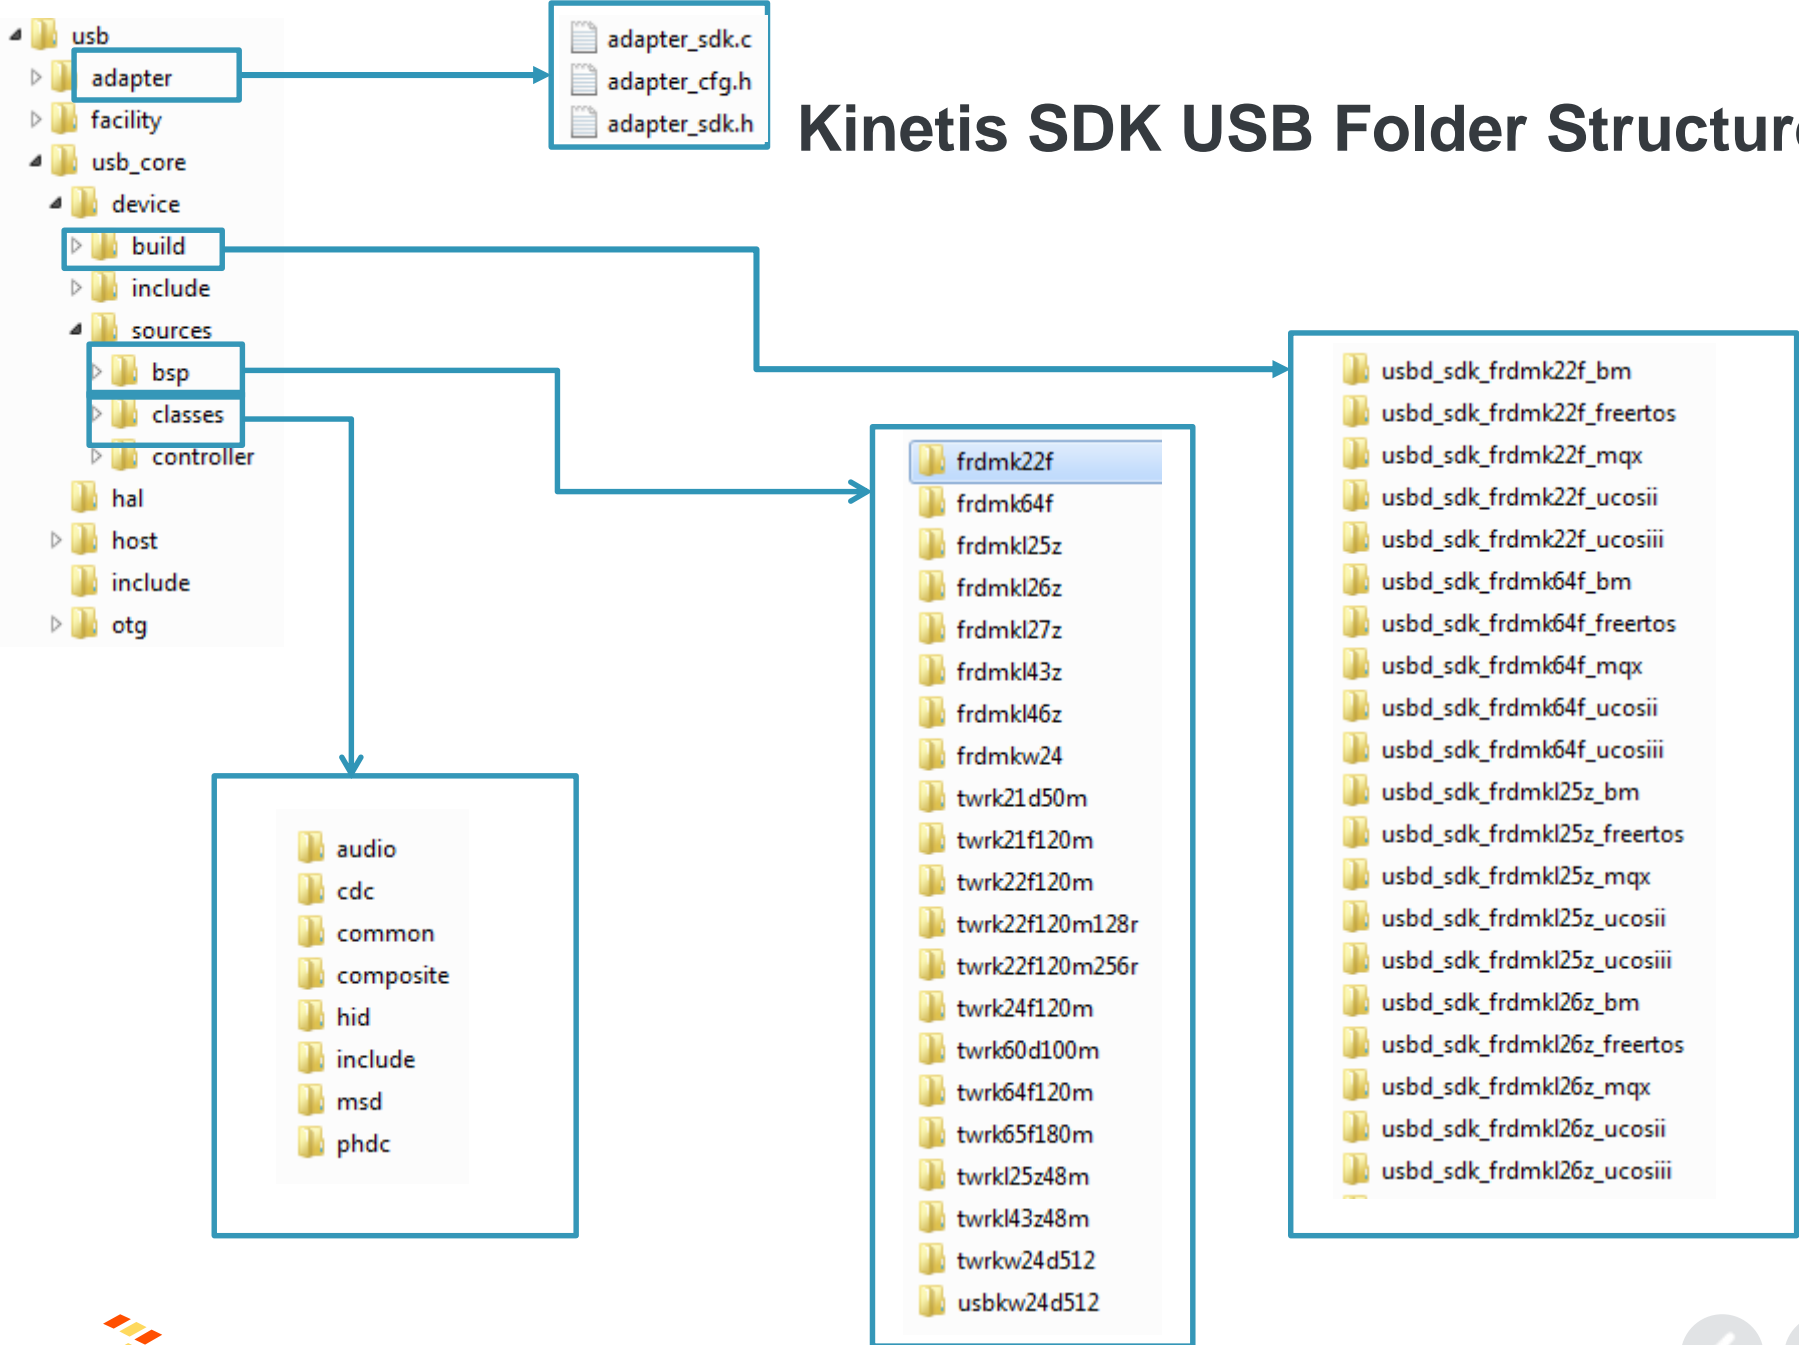 Kinetis SDK USB Folder Structure
usb
adapter
facility
usb_core
device
build
include
sources
bsp
classes
controller
hal
host
include
otg
adapter_sdk.c
adapter_cfg.h
adapter_sdk.h
audio
cdc
common
composite
hid
include
msd
phdc
frdmk22f
frdmk64f
frdmkl25z
frdmkl26z
frdmkl27z
frdmkl43z
frdmkl46z
frdmkw24
twrk21d50m
twrk21f120m
twrk22f120m
twrk22f120m128r
twrk22f120m256r
twrk24f120m
twrk60d100m
twrk64f120m
twrk65f180m
twrkl25z48m
twrkl43z48m
twrkw24d512
usbkw24d512
usbd_sdk_frdmk22f_bm
usbd_sdk_frdmk22f_freertos
usbd_sdk_frdmk22f_mqx
usbd_sdk_frdmk22f_ucosii
usbd_sdk_frdmk22f_ucosiii
usbd_sdk_frdmk64f_bm
usbd_sdk_frdmk64f_freertos
usbd_sdk_frdmk64f_mqx
usbd_sdk_frdmk64f_ucosii
usbd_sdk_frdmk64f_ucosiii
usbd_sdk_frdmkl25z_bm
usbd_sdk_frdmkl25z_freertos
usbd_sdk_frdmkl25z_mqx
usbd_sdk_frdmkl25z_ucosii
usbd_sdk_frdmkl25z_ucosiii
usbd_sdk_frdmkl26z_bm
usbd_sdk_frdmkl26z_freertos
usbd_sdk_frdmkl26z_mqx
usbd_sdk_frdmkl26z_ucosii
usbd_sdk_frdmkl26z_ucosiii